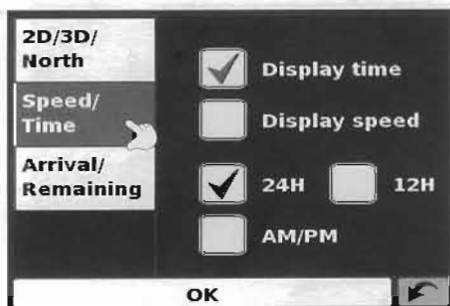 2D/3D/
North
Speed/
Time
Arrival/
Remaining
Display time
Display speed
24H 12H
AM/PM
OK